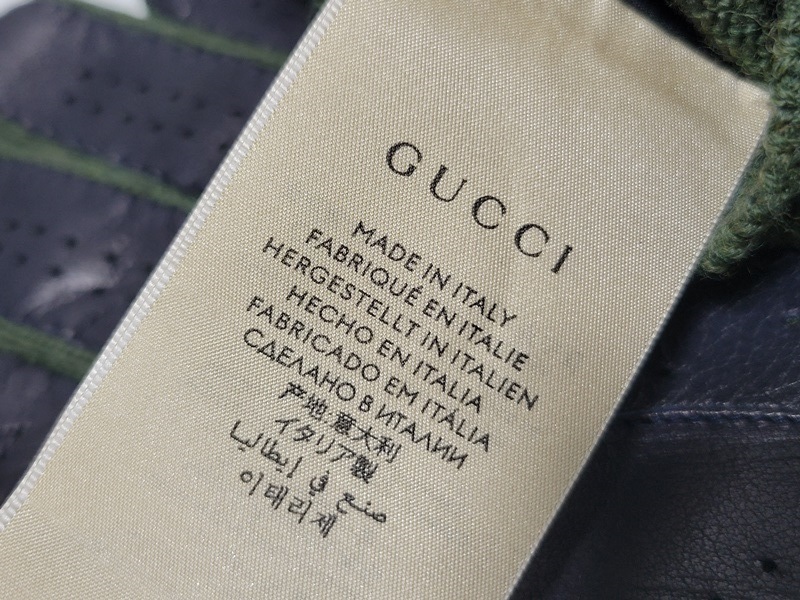 GUCCI
MADE IN ITALY
FABRIQUÉ EN ITALIE
HERGESTELLT IN ITALIEN
HECHO EN ITALIA
FABRICADO EM ITÁLIA
СДЕЛАНО В ИТАЛИИ
产地 意大利
イタリア製
صنع في إيطاليا
이태리제